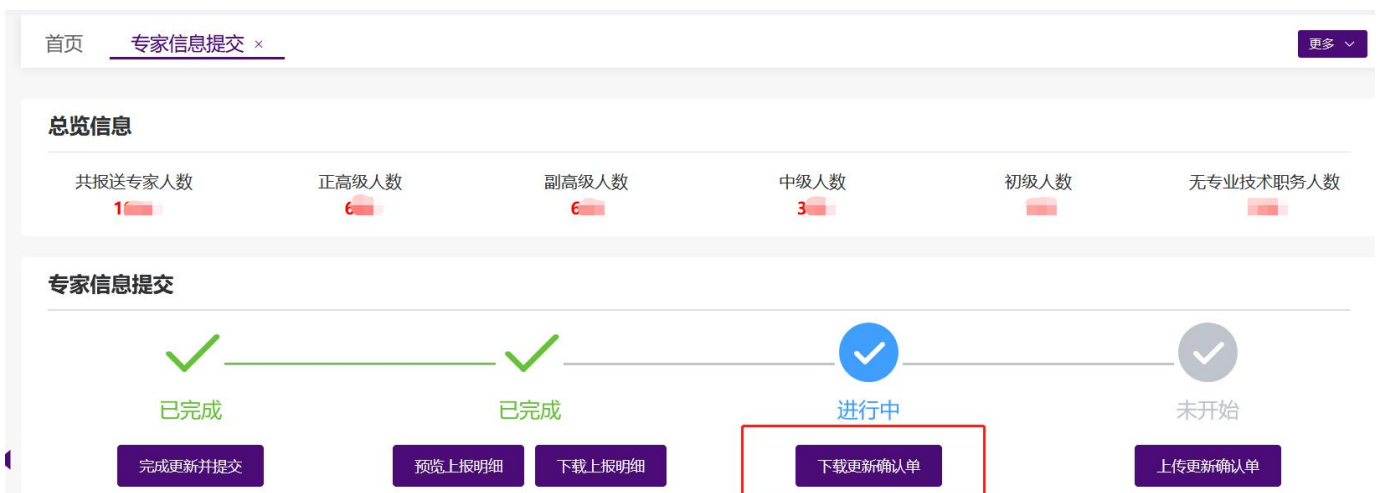 首页 专家信息提交 × 更多
总览信息
共报送专家人数 正高级人数 副高级人数 中级人数 初级人数 无专业技术职务人数
专家信息提交
已完成 已完成 进行中 未开始
完成更新并提交 预览上报明细 下载上报明细 下载更新确认单 上传更新确认单